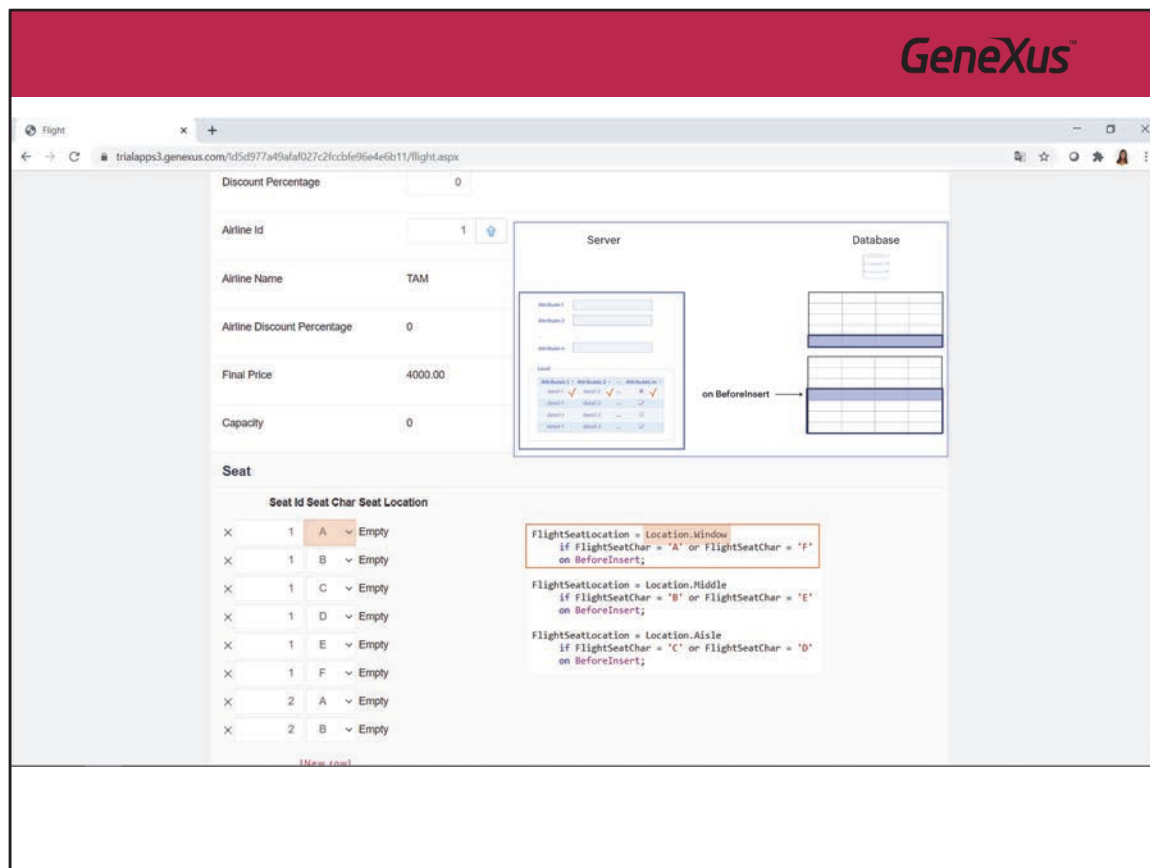 GeneXus™
Flight
trialapps3.genexus.com/Id5d977a49afaf027c2fccbfe96e4e6b11/flight.aspx
Discount Percentage 0
Airline Id 1
Airline Name TAM
Airline Discount Percentage 0
Final Price 4000.00
Capacity 0
Server Database
Level
on BeforeInsert
Seat
Seat Id Seat Char Seat Location
1 A Empty
1 B Empty
1 C Empty
1 D Empty
1 E Empty
1 F Empty
2 A Empty
2 B Empty
[New row]
FlightSeatLocation = Location.Window
if FlightSeatChar = 'A' or FlightSeatChar = 'F'
on BeforeInsert;
FlightSeatLocation = Location.Middle
if FlightSeatChar = 'B' or FlightSeatChar = 'E'
on BeforeInsert;
FlightSeatLocation = Location.Aisle
if FlightSeatChar = 'C' or FlightSeatChar = 'D'
on BeforeInsert;